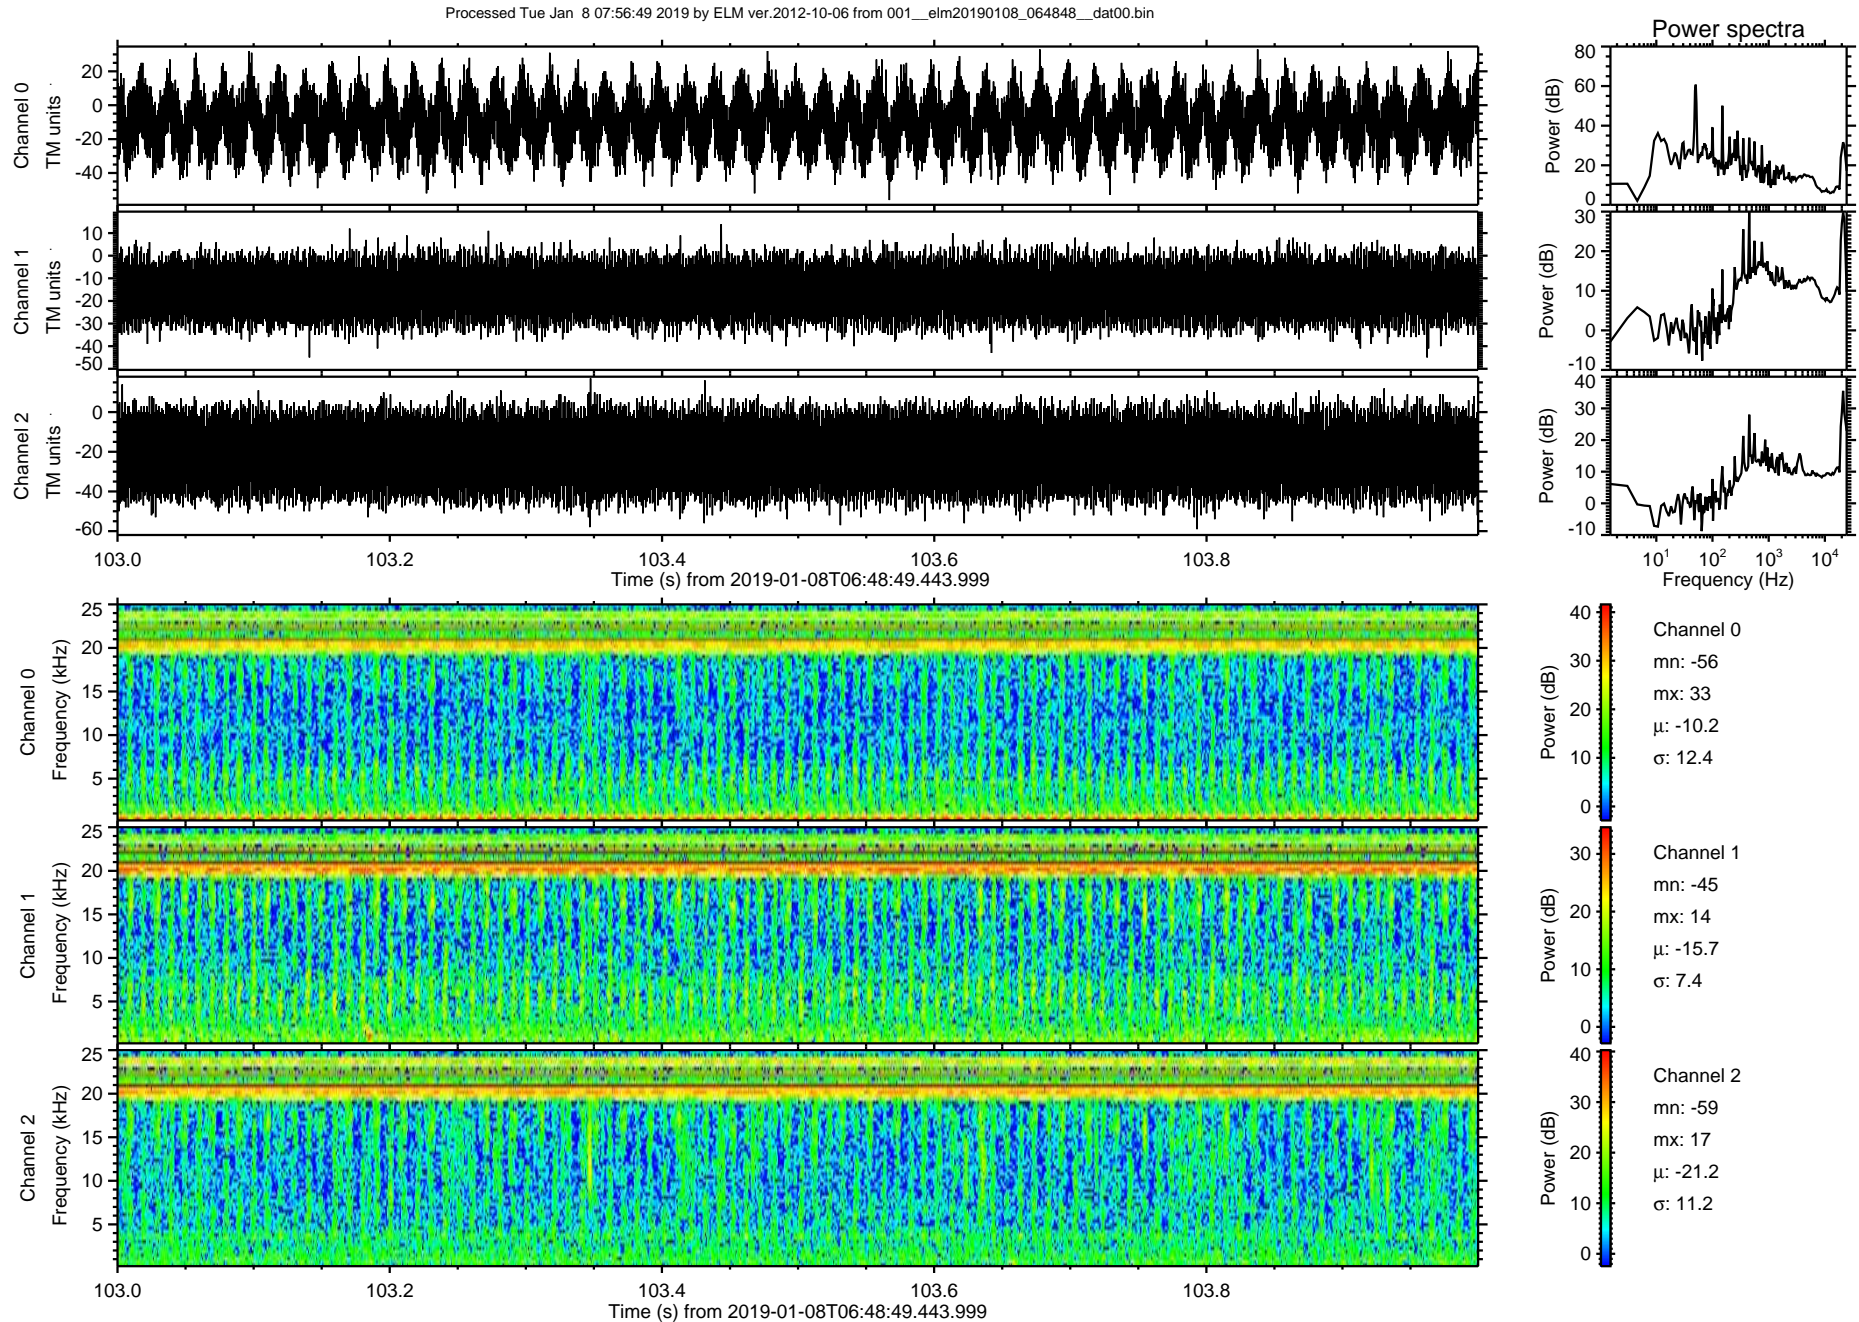 Processed Tue Jan  8 07:56:49 2019 by ELM ver.2012-10-06 from 001__elm20190108_064848__dat00.bin
Power spectra
Channel 0
TM units
20
0
-20
-40
Power (dB)
80
60
40
20
0
Channel 1
TM units
10
0
-10
-20
-30
-40
-50
Power (dB)
30
20
10
0
-10
Channel 2
TM units
0
-20
-40
-60
Power (dB)
40
30
20
10
0
-10
103.0 103.2 103.4 103.6 103.8
Time (s) from 2019-01-08T06:48:49.443.999
10^1 10^2 10^3 10^4
Frequency (Hz)
Channel 0
Frequency (kHz)
25
20
15
10
5
Power (dB)
40
30
20
10
0
Channel 0
mn: -56
mx: 33
μ: -10.2
σ: 12.4
Channel 1
Frequency (kHz)
25
20
15
10
5
Power (dB)
30
20
10
0
Channel 1
mn: -45
mx: 14
μ: -15.7
σ: 7.4
Channel 2
Frequency (kHz)
25
20
15
10
5
Power (dB)
40
30
20
10
0
Channel 2
mn: -59
mx: 17
μ: -21.2
σ: 11.2
103.0 103.2 103.4 103.6 103.8
Time (s) from 2019-01-08T06:48:49.443.999